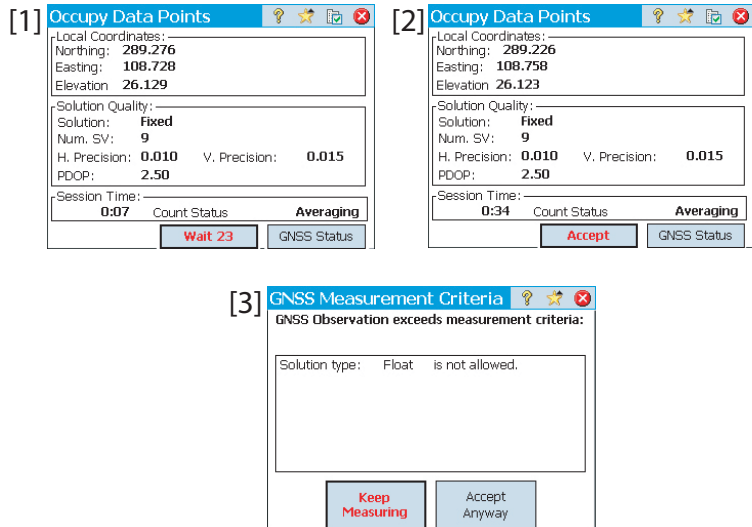 [1] Occupy Data Points
Local Coordinates:
Northing: 289.276
Easting: 108.728
Elevation 26.129
Solution Quality:
Solution: Fixed
Num. SV: 9
H. Precision: 0.010 V. Precision: 0.015
PDOP: 2.50
Session Time:
0:07 Count Status Averaging
Wait 23 GNSS Status
[2] Occupy Data Points
Local Coordinates:
Northing: 289.226
Easting: 108.758
Elevation 26.123
Solution Quality:
Solution: Fixed
Num. SV: 9
H. Precision: 0.010 V. Precision: 0.015
PDOP: 2.50
Session Time:
0:34 Count Status Averaging
Accept GNSS Status
[3] GNSS Measurement Criteria
GNSS Observation exceeds measurement criteria:
Solution type: Float is not allowed.
Keep Measuring
Accept Anyway